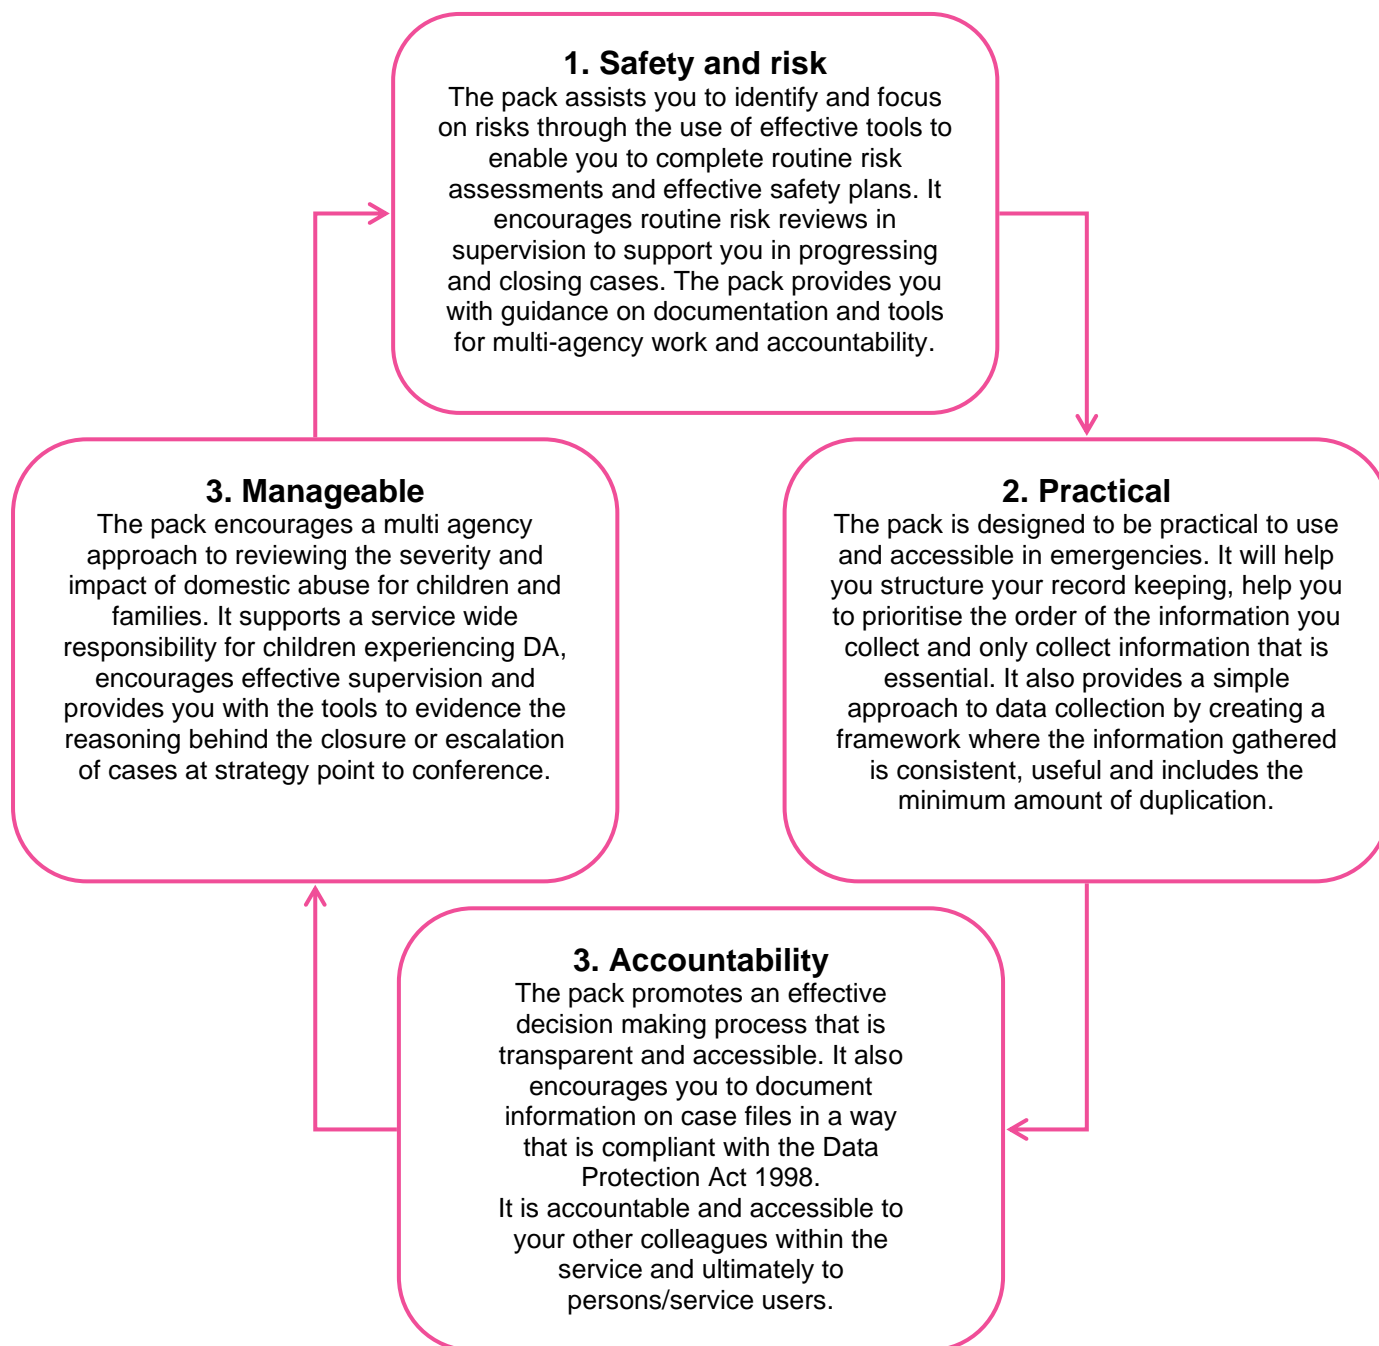 1. Safety and risk
The pack assists you to identify and focus
on risks through the use of effective tools to
enable you to complete routine risk
assessments and effective safety plans. It
encourages routine risk reviews in
supervision to support you in progressing
and closing cases. The pack provides you
with guidance on documentation and tools
for multi-agency work and accountability.
2. Practical
The pack is designed to be practical to use
and accessible in emergencies. It will help
you structure your record keeping, help you
to prioritise the order of the information you
collect and only collect information that is
essential. It also provides a simple
approach to data collection by creating a
framework where the information gathered
is consistent, useful and includes the
minimum amount of duplication.
3. Accountability
The pack promotes an effective
decision making process that is
transparent and accessible. It also
encourages you to document
information on case files in a way
that is compliant with the Data
Protection Act 1998.
It is accountable and accessible to
your other colleagues within the
service and ultimately to
persons/service users.
3. Manageable
The pack encourages a multi agency
approach to reviewing the severity and
impact of domestic abuse for children and
families. It supports a service wide
responsibility for children experiencing DA,
encourages effective supervision and
provides you with the tools to evidence the
reasoning behind the closure or escalation
of cases at strategy point to conference.